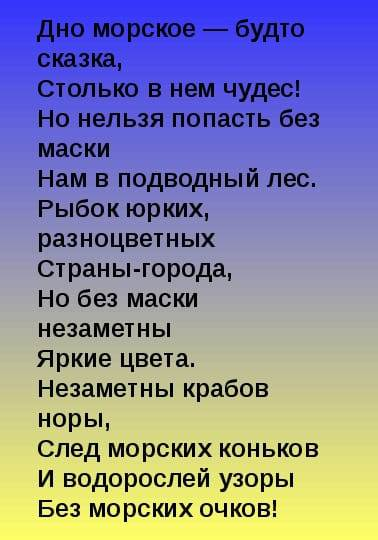 Дно морское — будто
сказка,
Столько в нем чудес!
Но нельзя попасть без
маски
Нам в подводный лес.
Рыбок юрких,
разноцветных
Страны-города,
Но без маски
незаметны
Яркие цвета.
Незаметны крабов
норы,
След морских коньков
И водорослей узоры
Без морских очков!